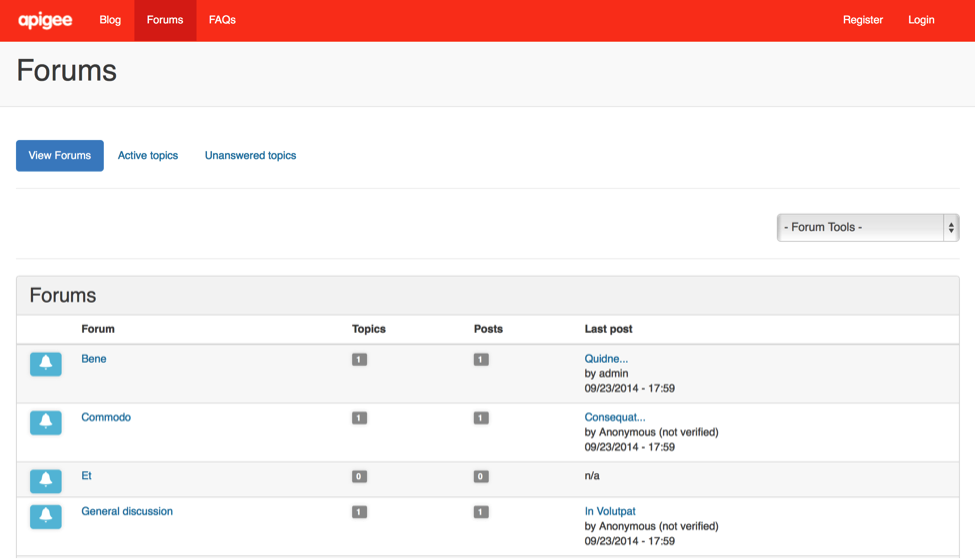 apigee Blog Forums FAQs Register Login
Forums
View Forums Active topics Unanswered topics
- Forum Tools -
Forums
Forum Topics Posts Last post
Bene 1 1 Quidne...
by admin
09/23/2014 - 17:59
Commodo 1 1 Consequat...
by Anonymous (not verified)
09/23/2014 - 17:59
Et 0 0 n/a
General discussion 1 1 In Volutpat
by Anonymous (not verified)
09/23/2014 - 17:59